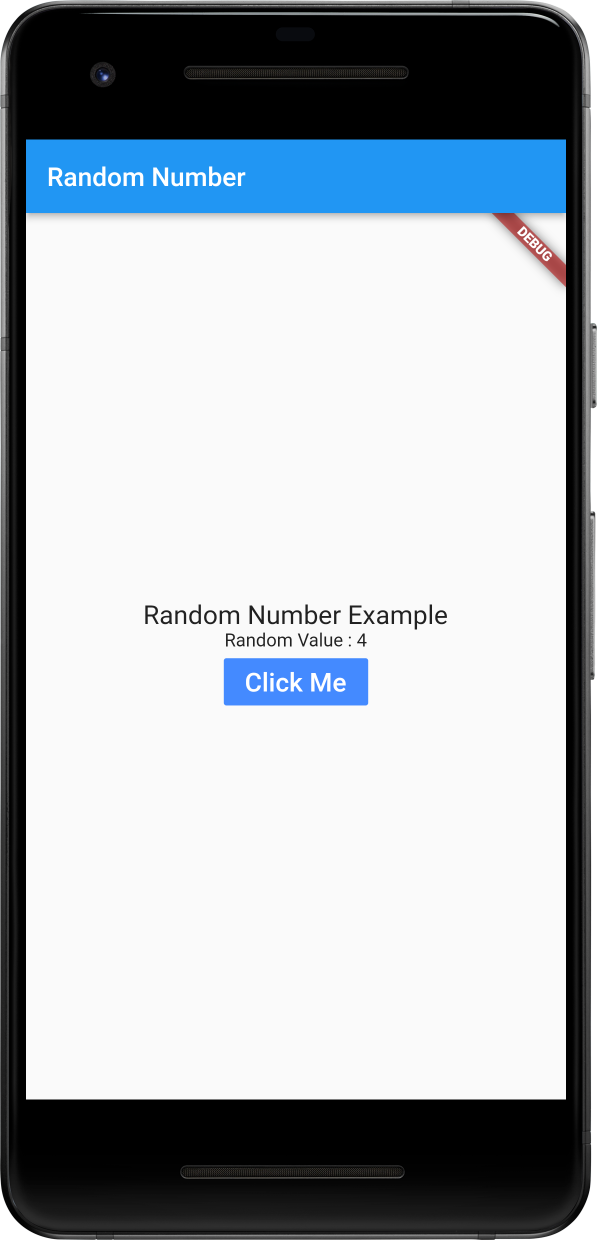 Random Number
DEBUG
Random Number Example
Random Value : 4
Click Me